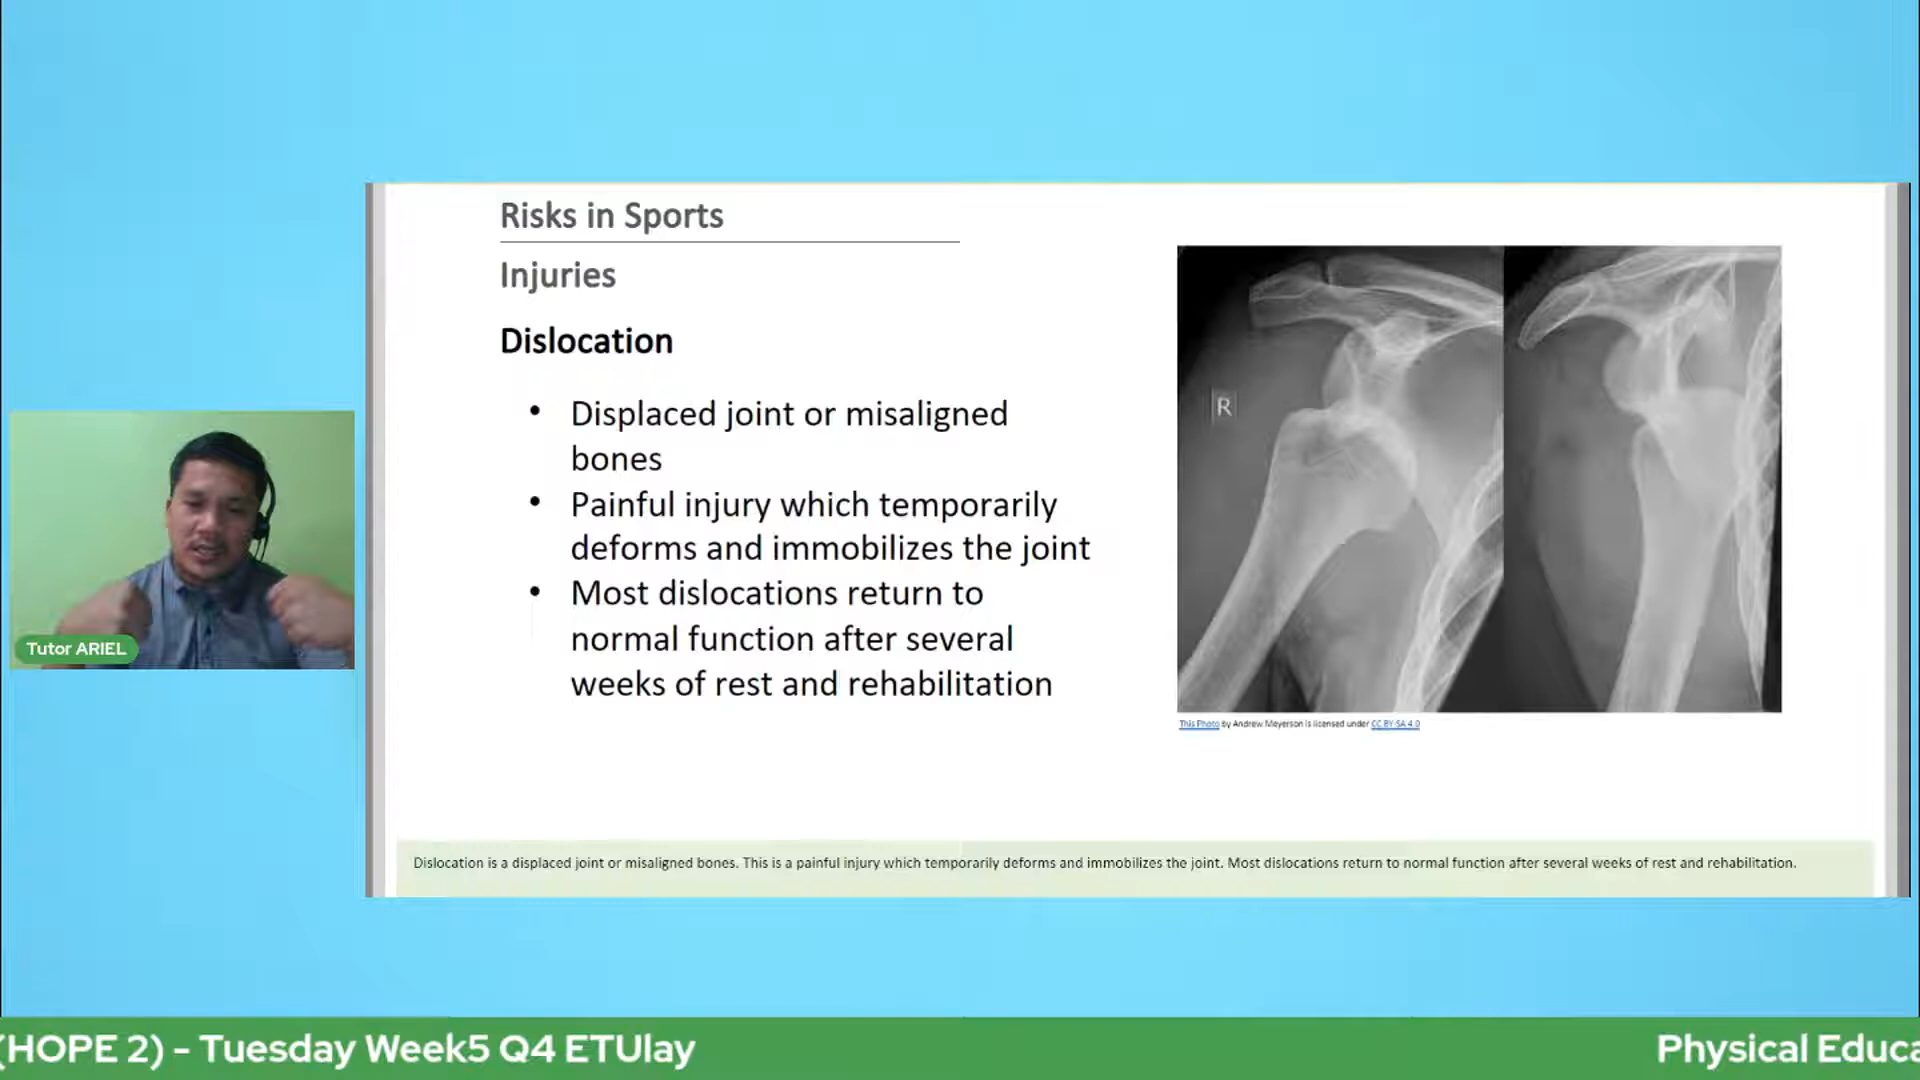 Risks in Sports
Injuries
Dislocation
• Displaced joint or misaligned
bones
• Painful injury which temporarily
deforms and immobilizes the joint
• Most dislocations return to
normal function after several
weeks of rest and rehabilitation
R
This Photo by Andrew Meyerson is licensed under CC BY-SA 4.0
Tutor ARIEL
Dislocation is a displaced joint or misaligned bones. This is a painful injury which temporarily deforms and immobilizes the joint. Most dislocations return to normal function after several weeks of rest and rehabilitation.
(HOPE 2) - Tuesday Week5 Q4 ETUlay
Physical Educa